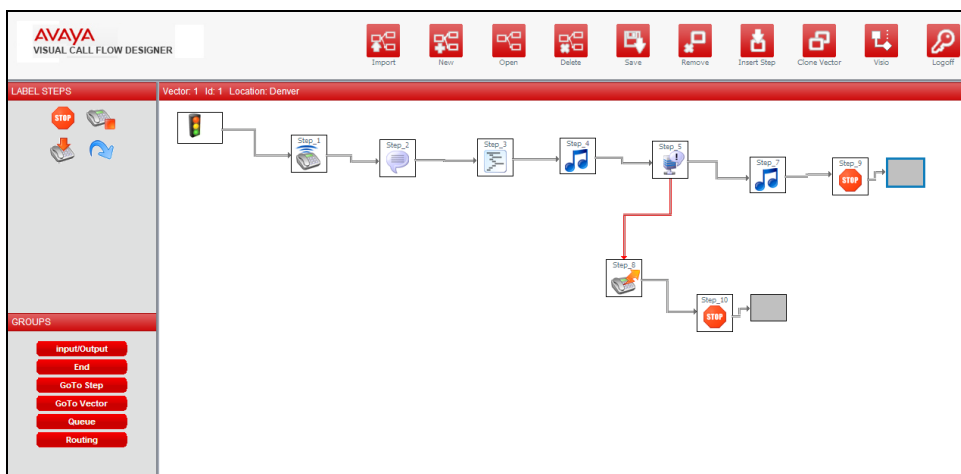 AVAYA
VISUAL CALL FLOW DESIGNER
Import
New
Open
Delete
Save
Remove
Insert Step
Clone Vector
Visio
Logoff
LABEL STEPS
Vector: 1 Id: 1 Location: Denver
STOP
Step_1
Step_2
Step_3
Step_4
Step_5
Step_7
Step_9
STOP
Step_8
Step_10
STOP
GROUPS
input/Output
End
GoTo Step
GoTo Vector
Queue
Routing